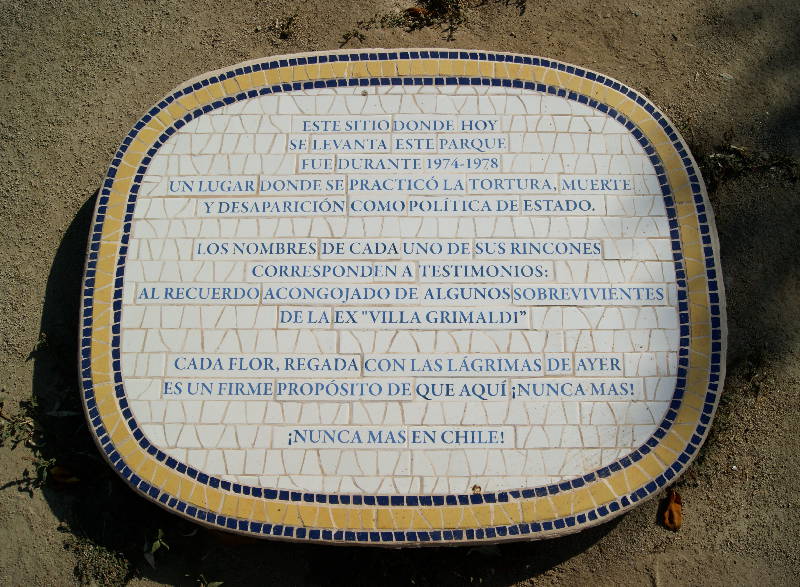 ESTE SITIO DONDE HOY
SE LEVANTA ESTE PARQUE
FUE DURANTE 1974-1978
UN LUGAR DONDE SE PRACTICÓ LA TORTURA, MUERTE
Y DESAPARICIÓN COMO POLÍTICA DE ESTADO.
LOS NOMBRES DE CADA UNO DE SUS RINCONES
CORRESPONDEN A TESTIMONIOS:
AL RECUERDO ACONGOJADO DE ALGUNOS SOBREVIVIENTES
DE LA EX "VILLA GRIMALDI"
CADA FLOR, REGADA CON LAS LÁGRIMAS DE AYER
ES UN FIRME PROPÓSITO DE QUE AQUÍ ¡NUNCA MAS!
¡NUNCA MAS EN CHILE!